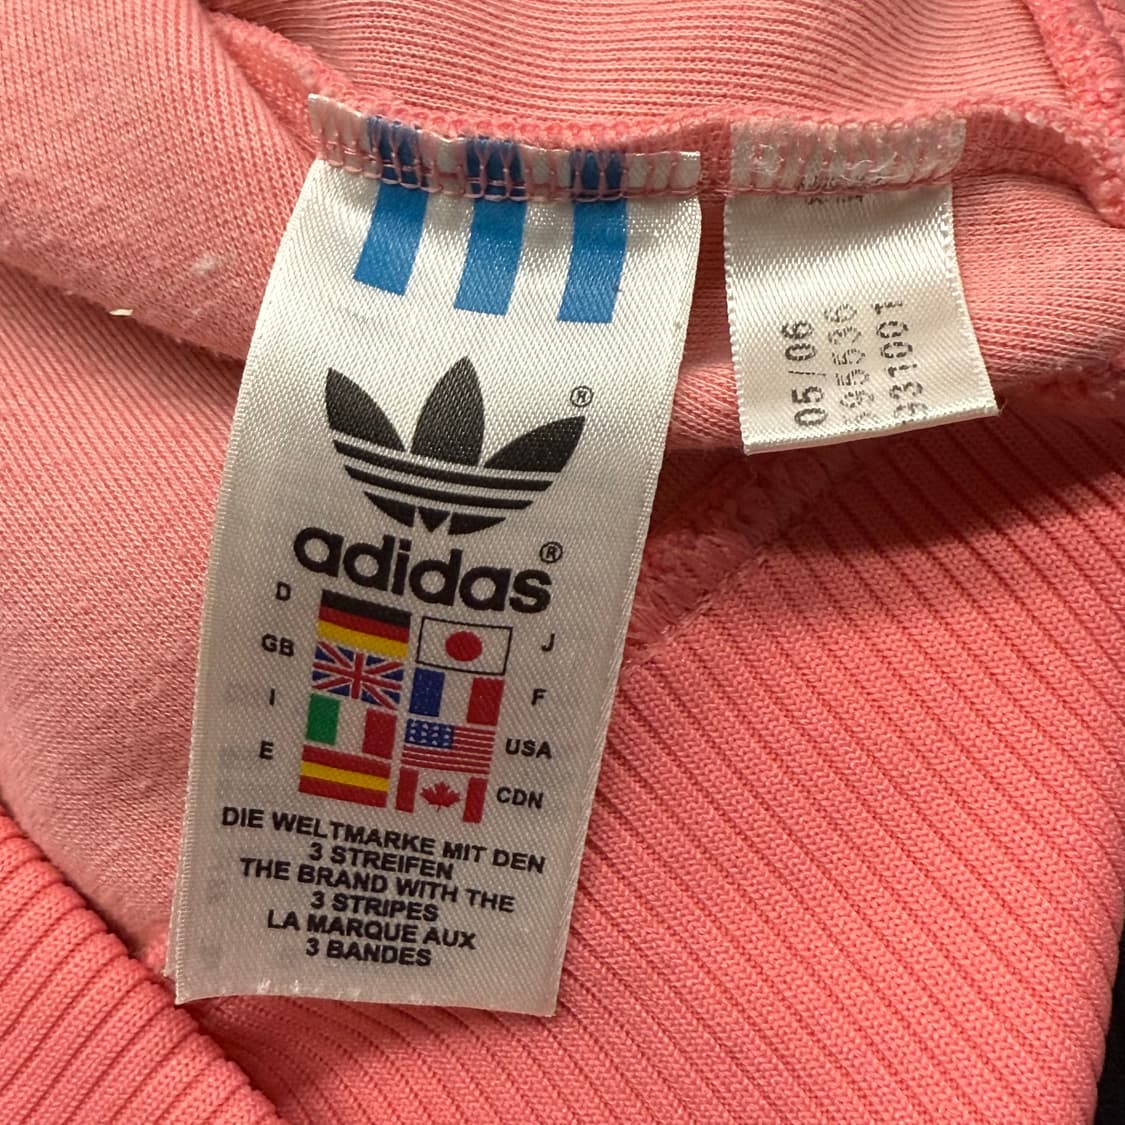 ®
adidas®
D
J
GB
F
I
USA
E
CDN
DIE WELTMARKE MIT DEN
3 STREIFEN
THE BRAND WITH THE
3 STRIPES
LA MARQUE AUX
3 BANDES
05/06